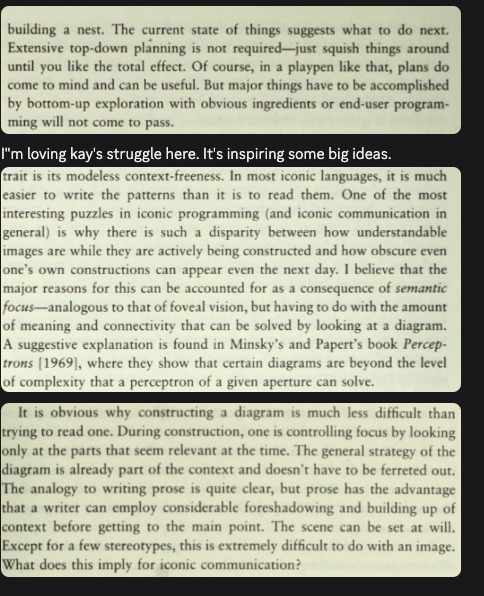 building a nest. The current state of things suggests what to do next.
Extensive top-down planning is not required—just squish things around
until you like the total effect. Of course, in a playpen like that, plans do
come to mind and can be useful. But major things have to be accomplished
by bottom-up exploration with obvious ingredients or end-user program-
ming will not come to pass.
I"m loving kay's struggle here. It's inspiring some big ideas.
trait is its modeless context-freeness. In most iconic languages, it is much
easier to write the patterns than it is to read them. One of the most
interesting puzzles in iconic programming (and iconic communication in
general) is why there is such a disparity between how understandable
images are while they are actively being constructed and how obscure even
one's own constructions can appear even the next day. I believe that the
major reasons for this can be accounted for as a consequence of semantic
focus—analogous to that of foveal vision, but having to do with the amount
of meaning and connectivity that can be solved by looking at a diagram.
A suggestive explanation is found in Minsky's and Papert's book Percep-
trons [1969], where they show that certain diagrams are beyond the level
of complexity that a perceptron of a given aperture can solve.
It is obvious why constructing a diagram is much less difficult than
trying to read one. During construction, one is controlling focus by looking
only at the parts that seem relevant at the time. The general strategy of the
diagram is already part of the context and doesn't have to be ferreted out.
The analogy to writing prose is quite clear, but prose has the advantage
that a writer can employ considerable foreshadowing and building up of
context before getting to the main point. The scene can be set at will.
Except for a few stereotypes, this is extremely difficult to do with an image.
What does this imply for iconic communication?